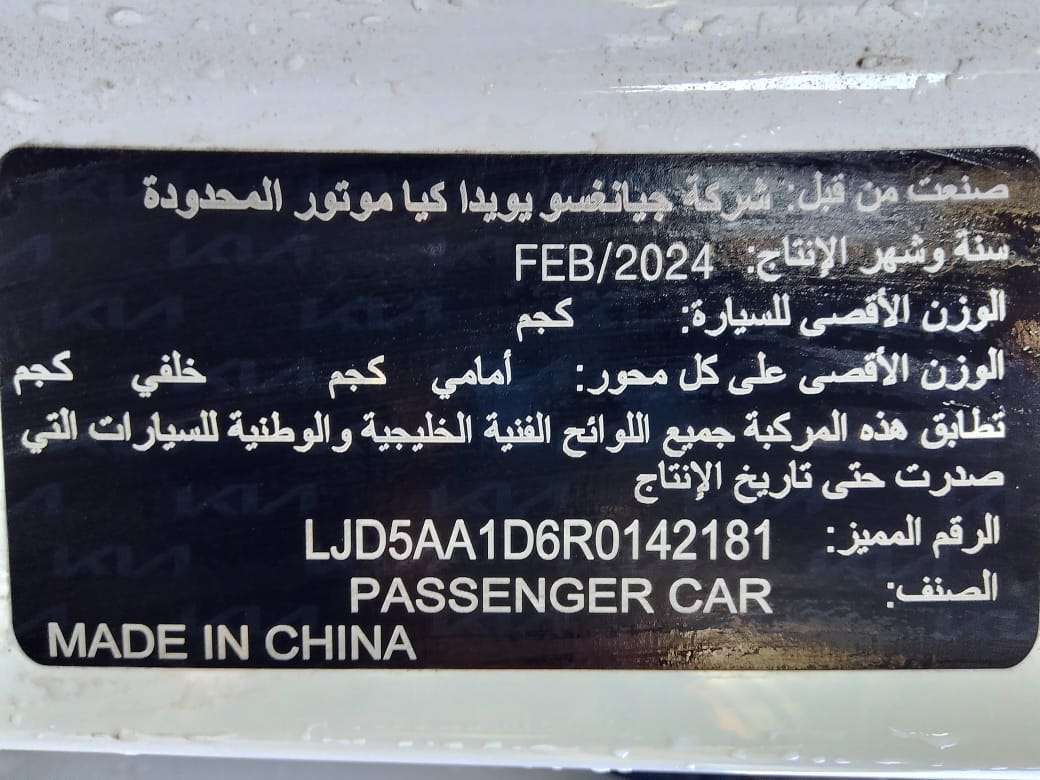 صنعت من قبل: شركة جيانغسو يويدا كيا موتور المحدودة
سنة وشهر الإنتاج: FEB/2024
الوزن الأقصى للسيارة: كجم
الوزن الأقصى على كل محور: أمامي كجم خلفي كجم
تطابق هذه المركبة جميع اللوائح الفنية الخليجية والوطنية للسيارات التي
صدرت حتى تاريخ الإنتاج
الرقم المميز: LJD5AA1D6R0142181
الصنف: PASSENGER CAR
MADE IN CHINA